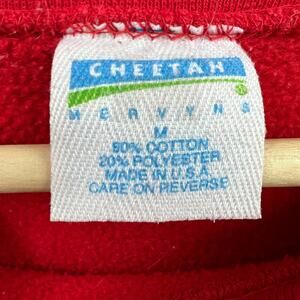 CHEETAH ®
MERVYNS
M
80% COTTON
20% POLYESTER
MADE IN U.S.A.
CARE ON REVERSE